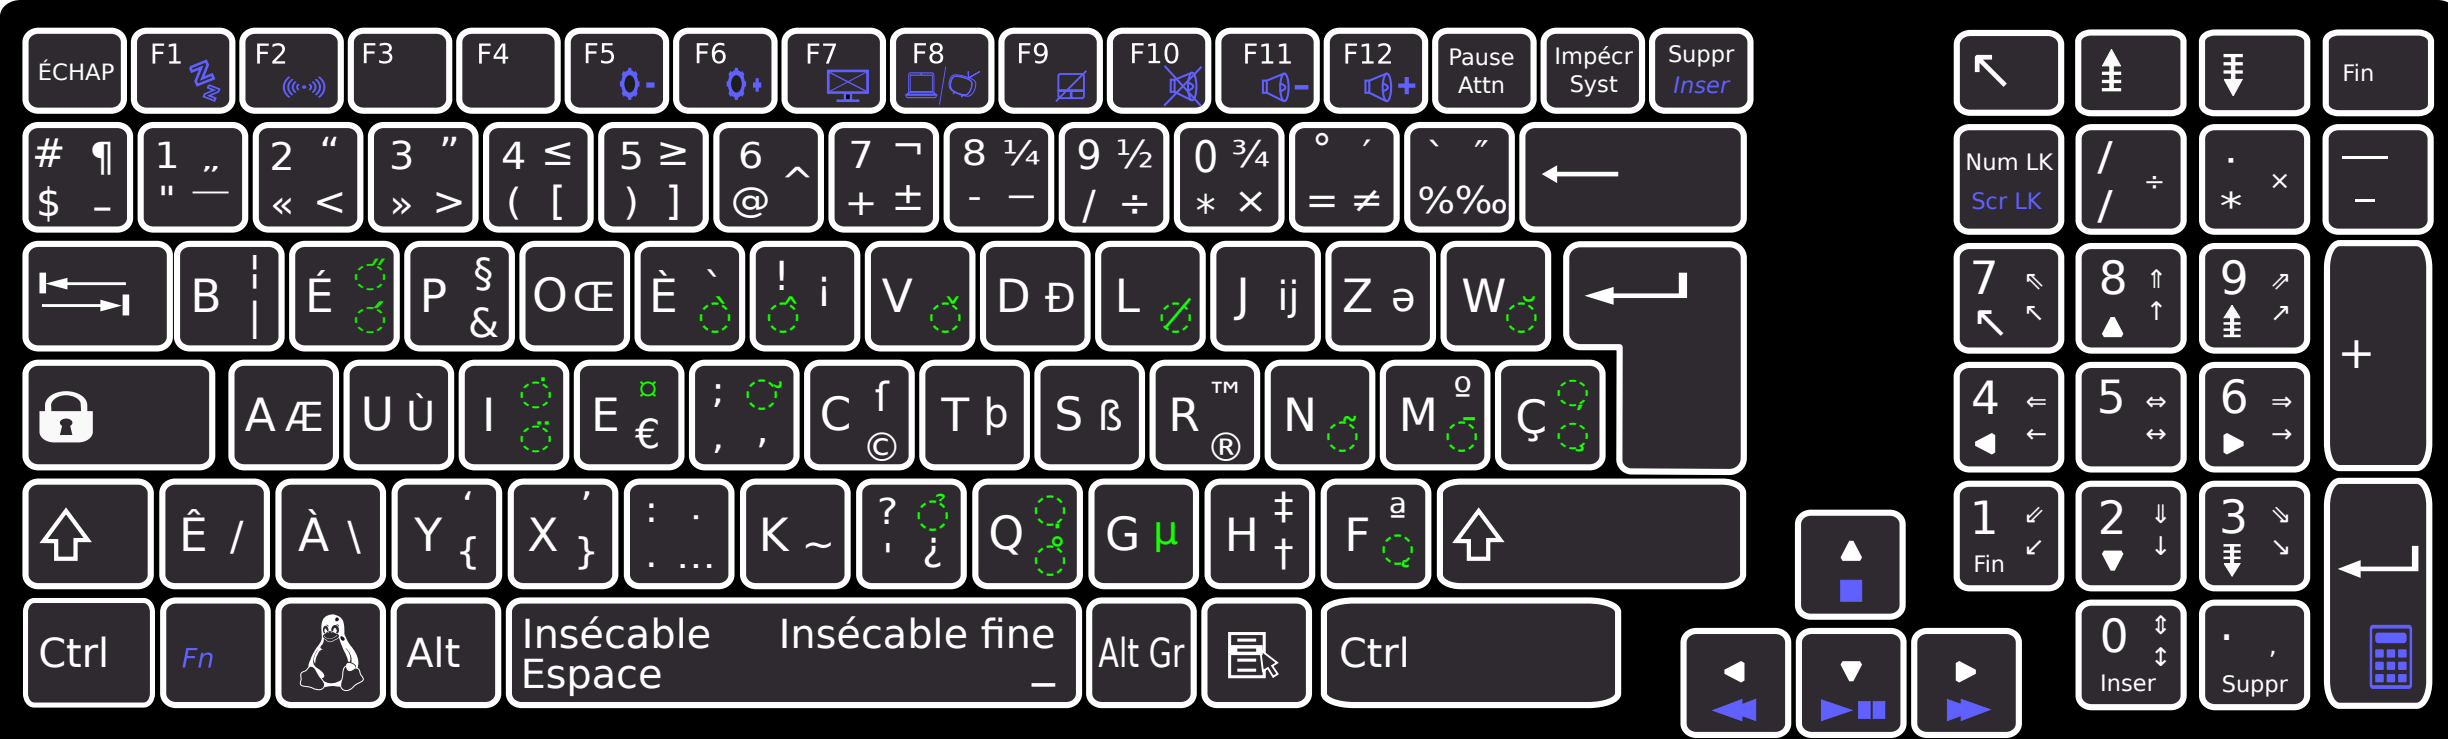 ÉCHAP F1 F2 F3 F4 F5 - F6 + F7 F8 / F9 F10 F11 - F12 + Pause Impécr Suppr Fin
Attn Syst Inser
# ¶ 1 „ 2 “ 3 ” 4 ≤ 5 ≥ 6 ^ 7 ¬ 8 ¼ 9 ½ 0 ¾ ° ´ ` ˝ Num LK / ÷ · × —
$ – " — « < » > ( [ ) ] @ + ± - — / ÷ * × = ≠ % ‰ Scr LK / * –
B ¦ É P § O Œ È ` ! ¡ V D Đ L J ij Z ə W 7 ⇖ 8 ⇑ 9 ⇗ +
| & ↖ ↖ ▲ ↑ ↗
A Æ U Ù I E ¤ ; C ſ T þ S ß R ™ N M º Ç 4 ⇐ 5 ⇔ 6 ⇒
€ , ’ © ® ◀ ← ↔ ▶ →
Ê / À \ Y ‘ X ’ : · K ~ ? Q G µ H ‡ F ª 1 ⇙ 2 ⇓ 3 ⇘
{ } . … ' ¿ † Fin ↙ ▼ ↓ ↘
Ctrl Fn Alt Insécable Insécable fine Alt Gr Ctrl 0 ⇕ . ,
Espace _ Inser ↕ Suppr